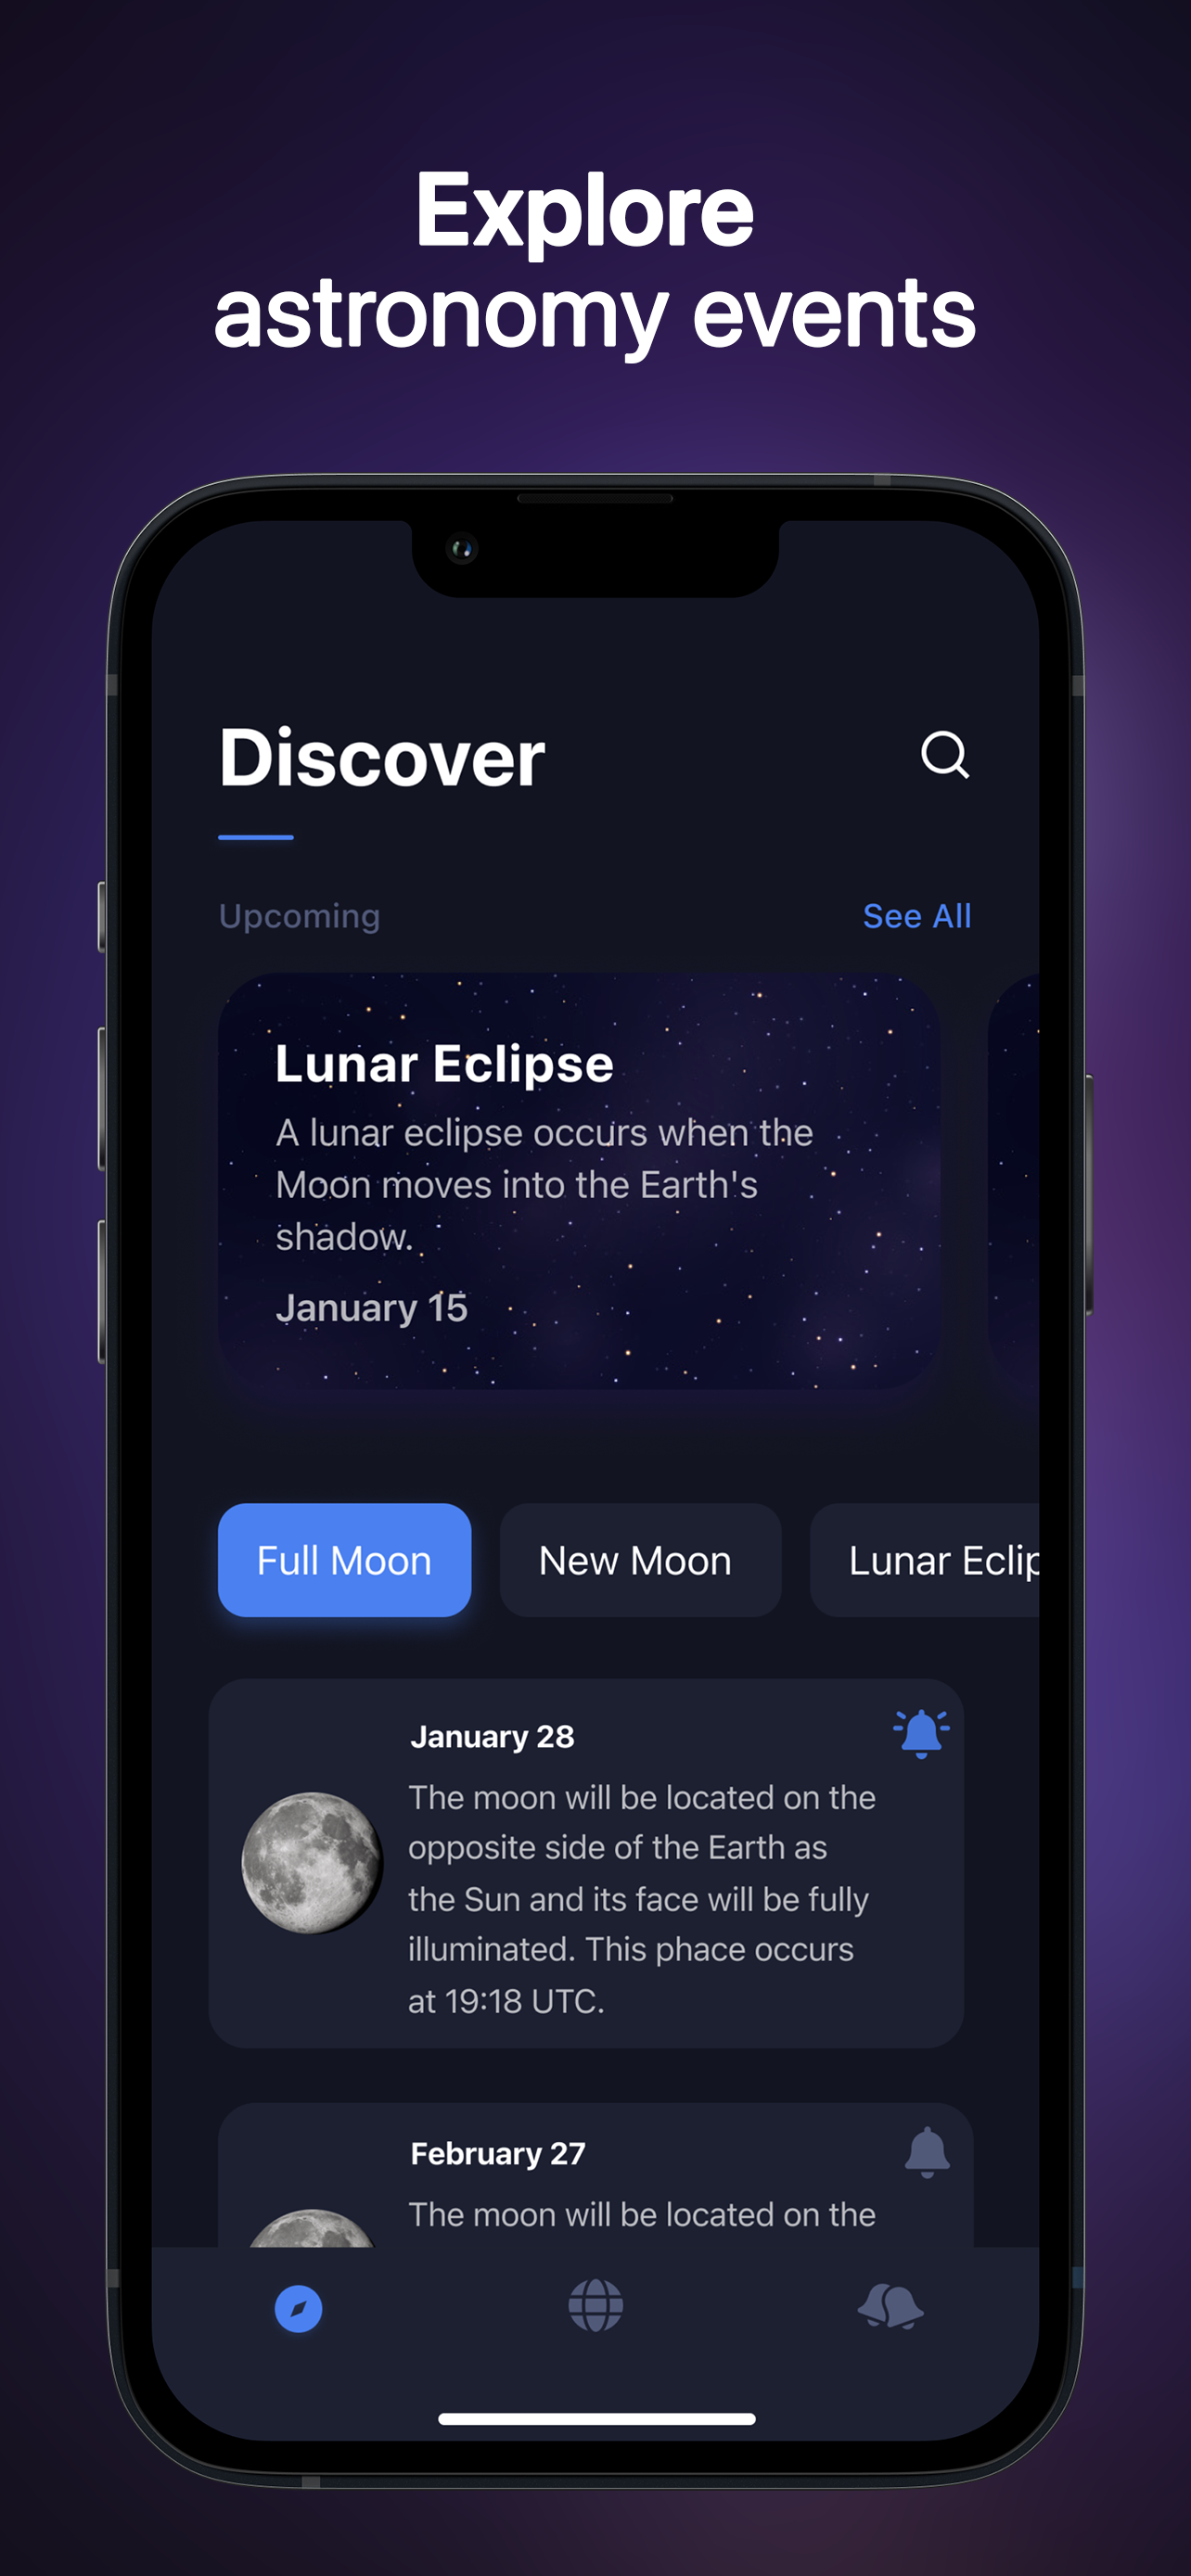 Explore
astronomy events
Discover
Upcoming
See All
Lunar Eclipse
A lunar eclipse occurs when the
Moon moves into the Earth's
shadow.
January 15
Full Moon
New Moon
Lunar Eclip
January 28
The moon will be located on the
opposite side of the Earth as
the Sun and its face will be fully
illuminated. This phace occurs
at 19:18 UTC.
February 27
The moon will be located on the